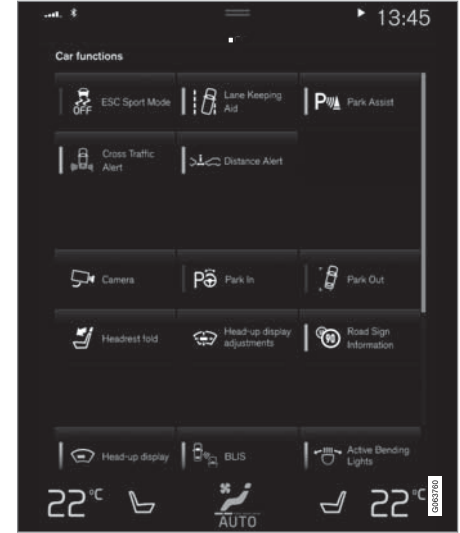 13:45
Car functions
OFF
ESC Sport Mode
Lane Keeping
Aid
P
Park Assist
Cross Traffic
Alert
Distance Alert
Camera
P
Park In
Park Out
Headrest fold
Head-up display
adjustments
90
Road Sign
Information
Head-up display
BLIS
Active Bending
Lights
22°C
AUTO
22°C
G063760